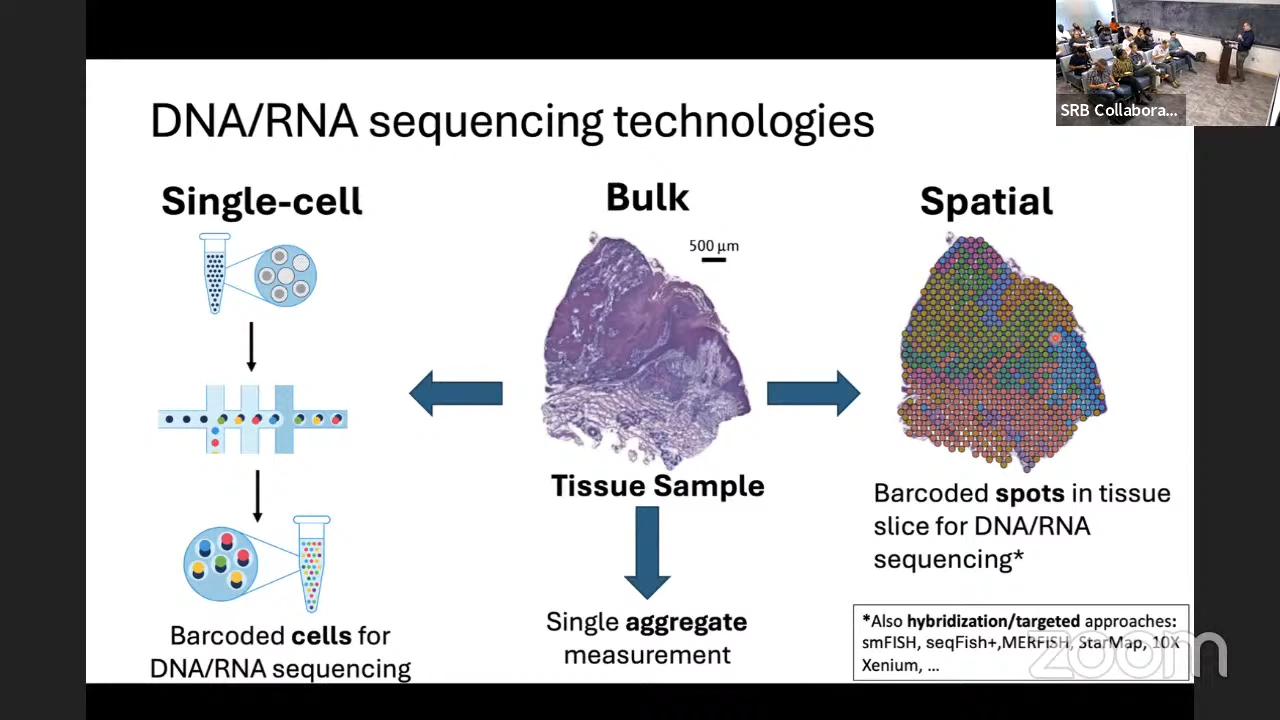 SRB Collabora...
DNA/RNA sequencing technologies
Single-cell
Bulk
Spatial
500 µm
Tissue Sample
Barcoded spots in tissue
slice for DNA/RNA
sequencing*
Single aggregate
measurement
Barcoded cells for
DNA/RNA sequencing
*Also hybridization/targeted approaches:
smFISH, seqFish+,MERFISH, StarMap, 10X
Xenium, ...
zoom